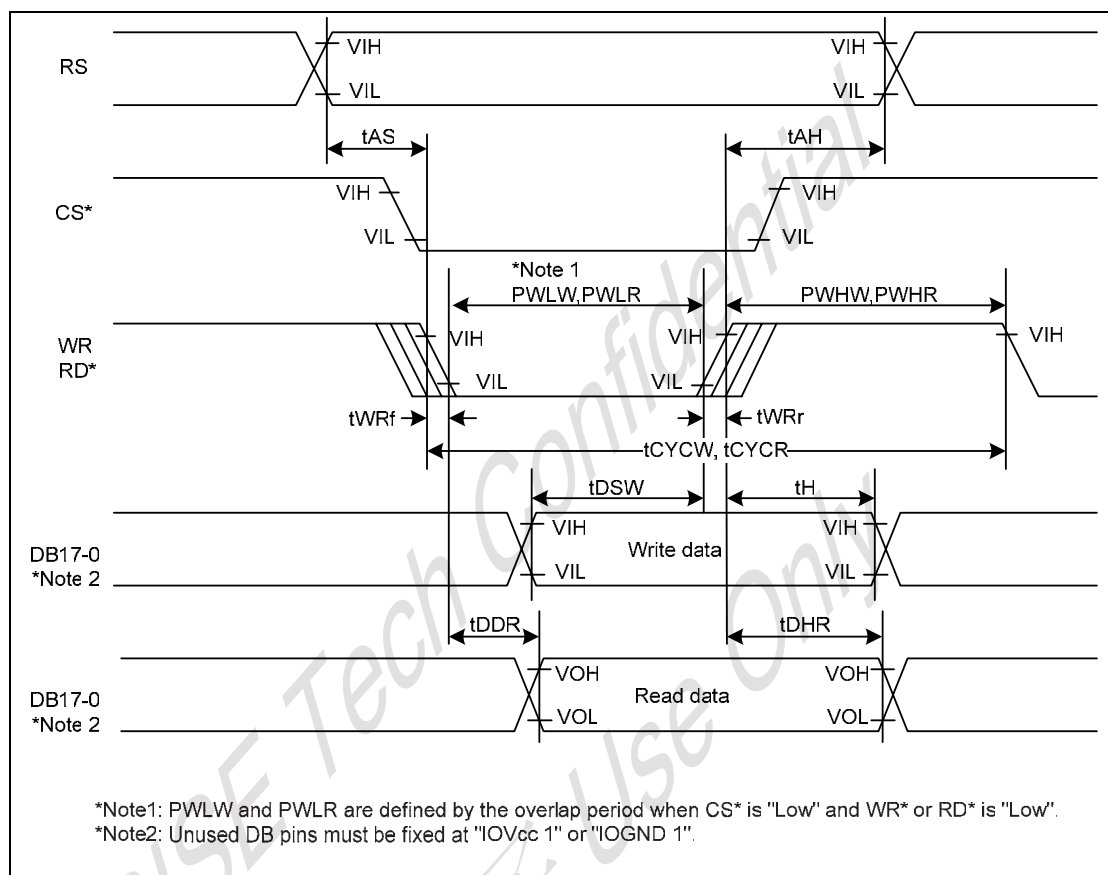 RS
VIH
VIH
VIL
VIL
tAS
tAH
CS*
VIH
VIH
VIL
VIL
*Note 1
PWLW,PWLR
PWHW,PWHR
WR
RD*
VIH
VIH
VIH
VIL
VIL
tWRf
tWRr
tCYCW, tCYCR
tDSW
tH
DB17-0
*Note 2
VIH
VIH
Write data
VIL
VIL
tDDR
tDHR
DB17-0
*Note 2
VOH
VOH
Read data
VOL
VOL
*Note1: PWLW and PWLR are defined by the overlap period when CS* is "Low" and WR* or RD* is "Low".
*Note2: Unused DB pins must be fixed at "IOVcc 1" or "IOGND 1".
Tech Confidential
Use Only